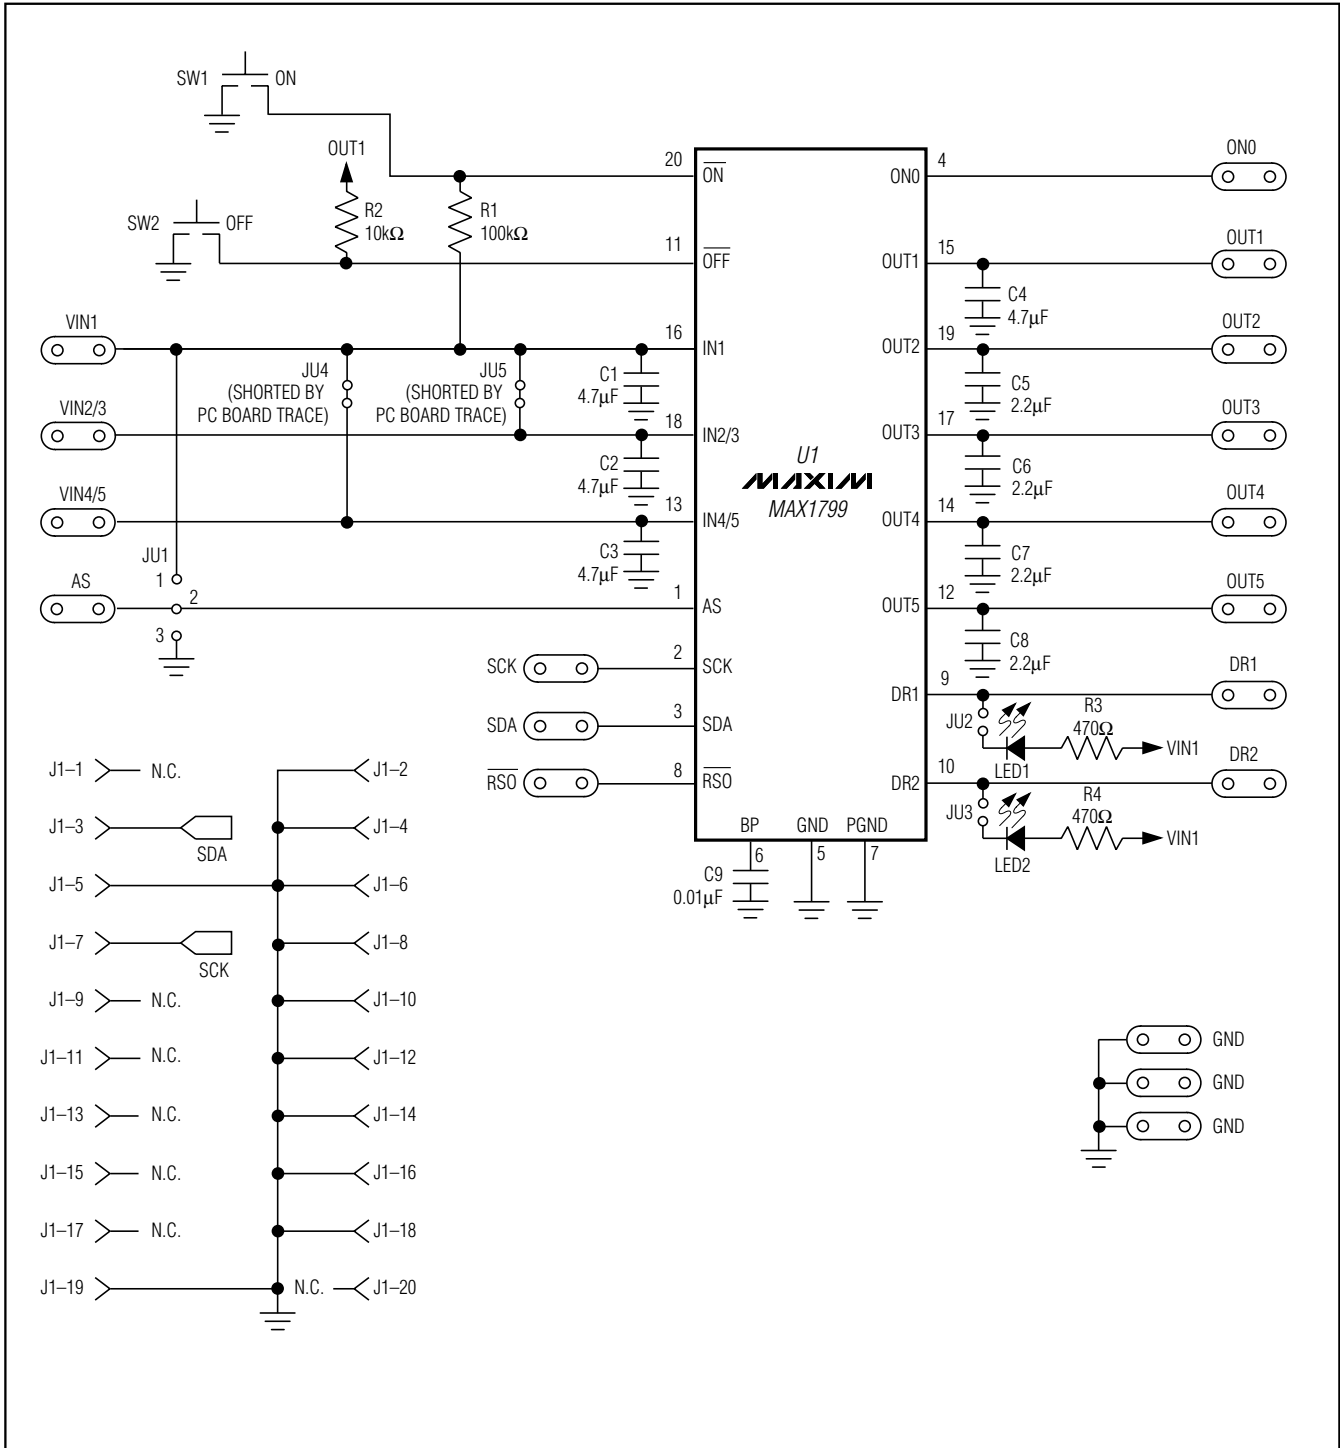 SW1 ON
OUT1
R2
10kΩ
R1
100kΩ
SW2 OFF
VIN1
JU4
(SHORTED BY
PC BOARD TRACE)
JU5
(SHORTED BY
PC BOARD TRACE)
C1
4.7µF
VIN2/3
C2
4.7µF
VIN4/5
C3
4.7µF
JU1
1
2
3
AS
SCK
SDA
RSO
20 ON
11 OFF
16 IN1
18 IN2/3
13 IN4/5
1 AS
2 SCK
3 SDA
8 RSO
U1
MAXIM
MAX1799
BP GND PGND
6 5 7
C9
0.01µF
ON0 4 ON0
OUT1 15 OUT1
C4
4.7µF
OUT2 19 OUT2
C5
2.2µF
OUT3 17 OUT3
C6
2.2µF
OUT4 14 OUT4
C7
2.2µF
OUT5 12 OUT5
C8
2.2µF
DR1 9 DR1
JU2
LED1
R3
470Ω
VIN1
DR2 10 DR2
JU3
LED2
R4
470Ω
VIN1
J1–1 N.C. J1–2
J1–3 SDA J1–4
J1–5 J1–6
J1–7 SCK J1–8
J1–9 N.C. J1–10
J1–11 N.C. J1–12
J1–13 N.C. J1–14
J1–15 N.C. J1–16
J1–17 N.C. J1–18
J1–19 N.C. J1–20
GND
GND
GND